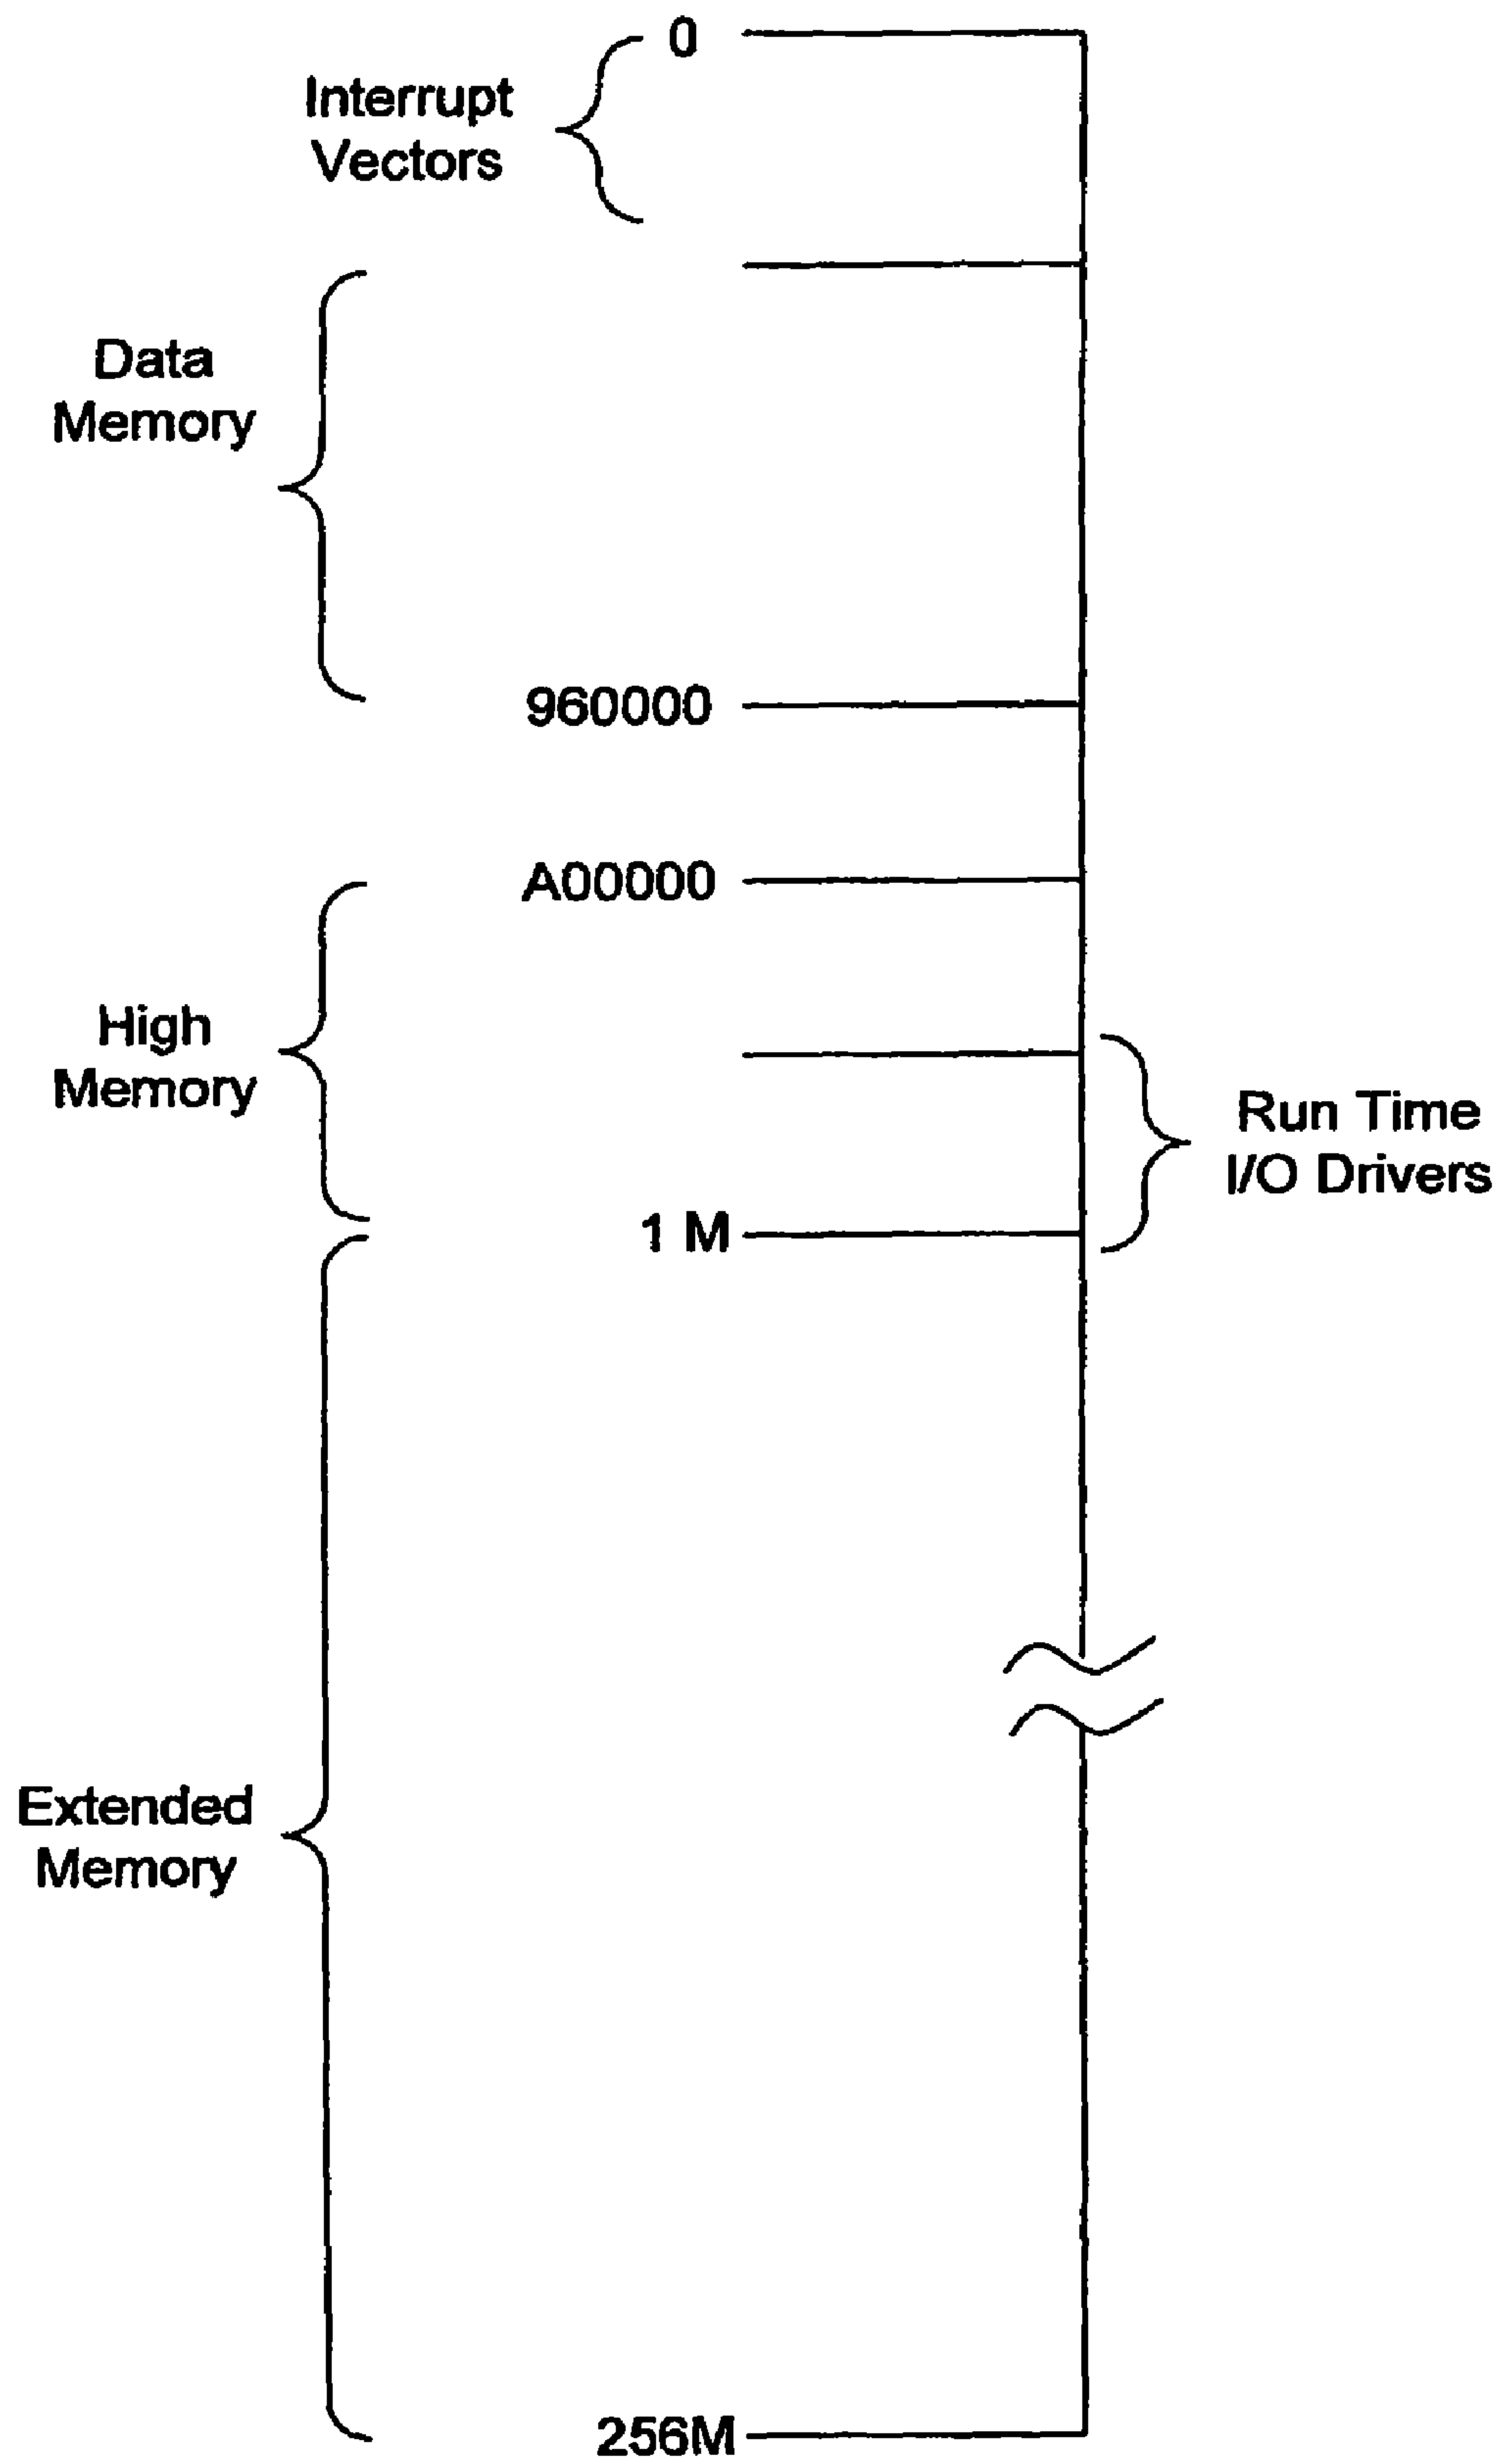 0
Interrupt
Vectors
Data
Memory
960000
A00000
High
Memory
Run Time
I/O Drivers
1 M
Extended
Memory
256M